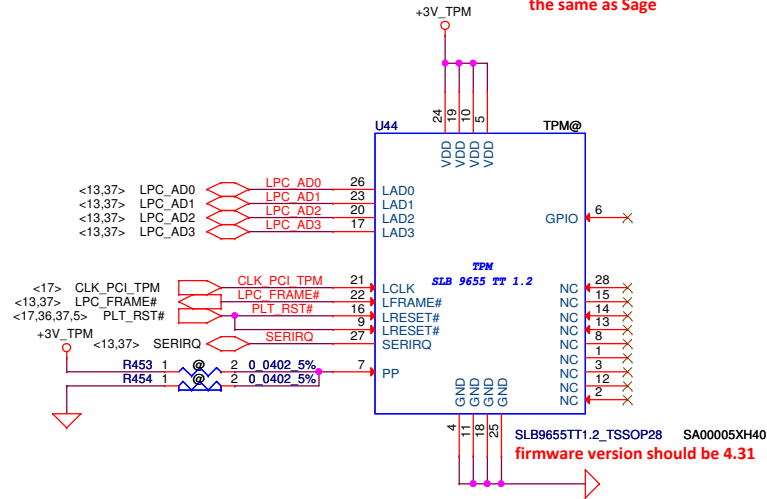 the same as Sage
+3V_TPM
24
19
10
5
U44
TPM@
VDD
VDD
VDD
VDD
<13,37> LPC_AD0 LPC_AD0 26 LAD0
<13,37> LPC_AD1 LPC_AD1 23 LAD1
<13,37> LPC_AD2 LPC_AD2 20 LAD2
<13,37> LPC_AD3 LPC_AD3 17 LAD3
GPIO 6
TPM
SLB 9655 TT 1.2
<17> CLK_PCI_TPM CLK_PCI_TPM 21 LCLK
<13,37> LPC_FRAME# LPC_FRAME# 22 LFRAME#
<17,36,37,5> PLT_RST# PLT_RST# 16 LRESET#
9 LRESET#
<13,37> SERIRQ SERIRQ 27 SERIRQ
NC 28
NC 15
NC 14
NC 13
NC 8
NC 1
NC 3
NC 12
NC 2
+3V_TPM
R453 1 @ 2 0_0402_5% 7 PP
R454 1 @ 2 0_0402_5%
GND
GND
GND
GND
4
11
18
25
SLB9655TT1.2_TSSOP28 SA00005XH40
firmware version should be 4.31